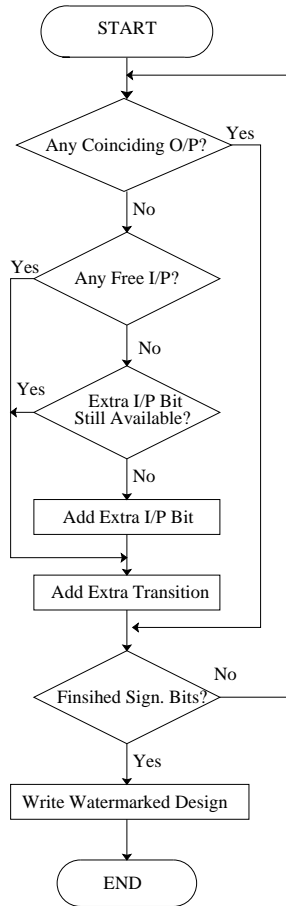 START
Any Coinciding O/P?
Yes
No
Yes
Any Free I/P?
No
Yes
Extra I/P Bit
Still Available?
No
Add Extra I/P Bit
Add Extra Transition
No
Finsihed Sign. Bits?
Yes
Write Watermarked Design
END